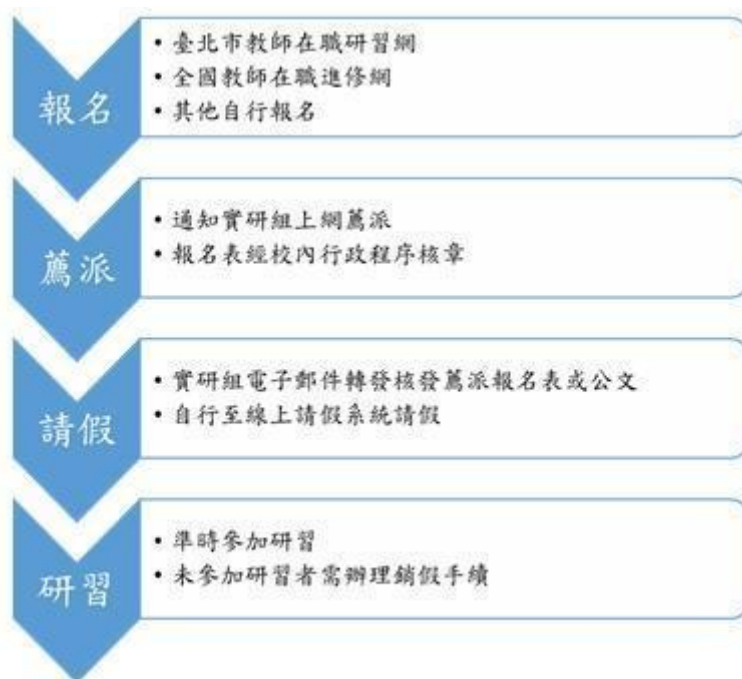 報名
• 臺北市教師在職研習網
• 全國教師在職進修網
• 其他自行報名
薦派
• 通知實研組上網薦派
• 報名表經校內行政程序核章
請假
• 實研組電子郵件轉發核發薦派報名表或公文
• 自行至線上請假系統請假
研習
• 準時參加研習
• 未參加研習者需辦理銷假手續